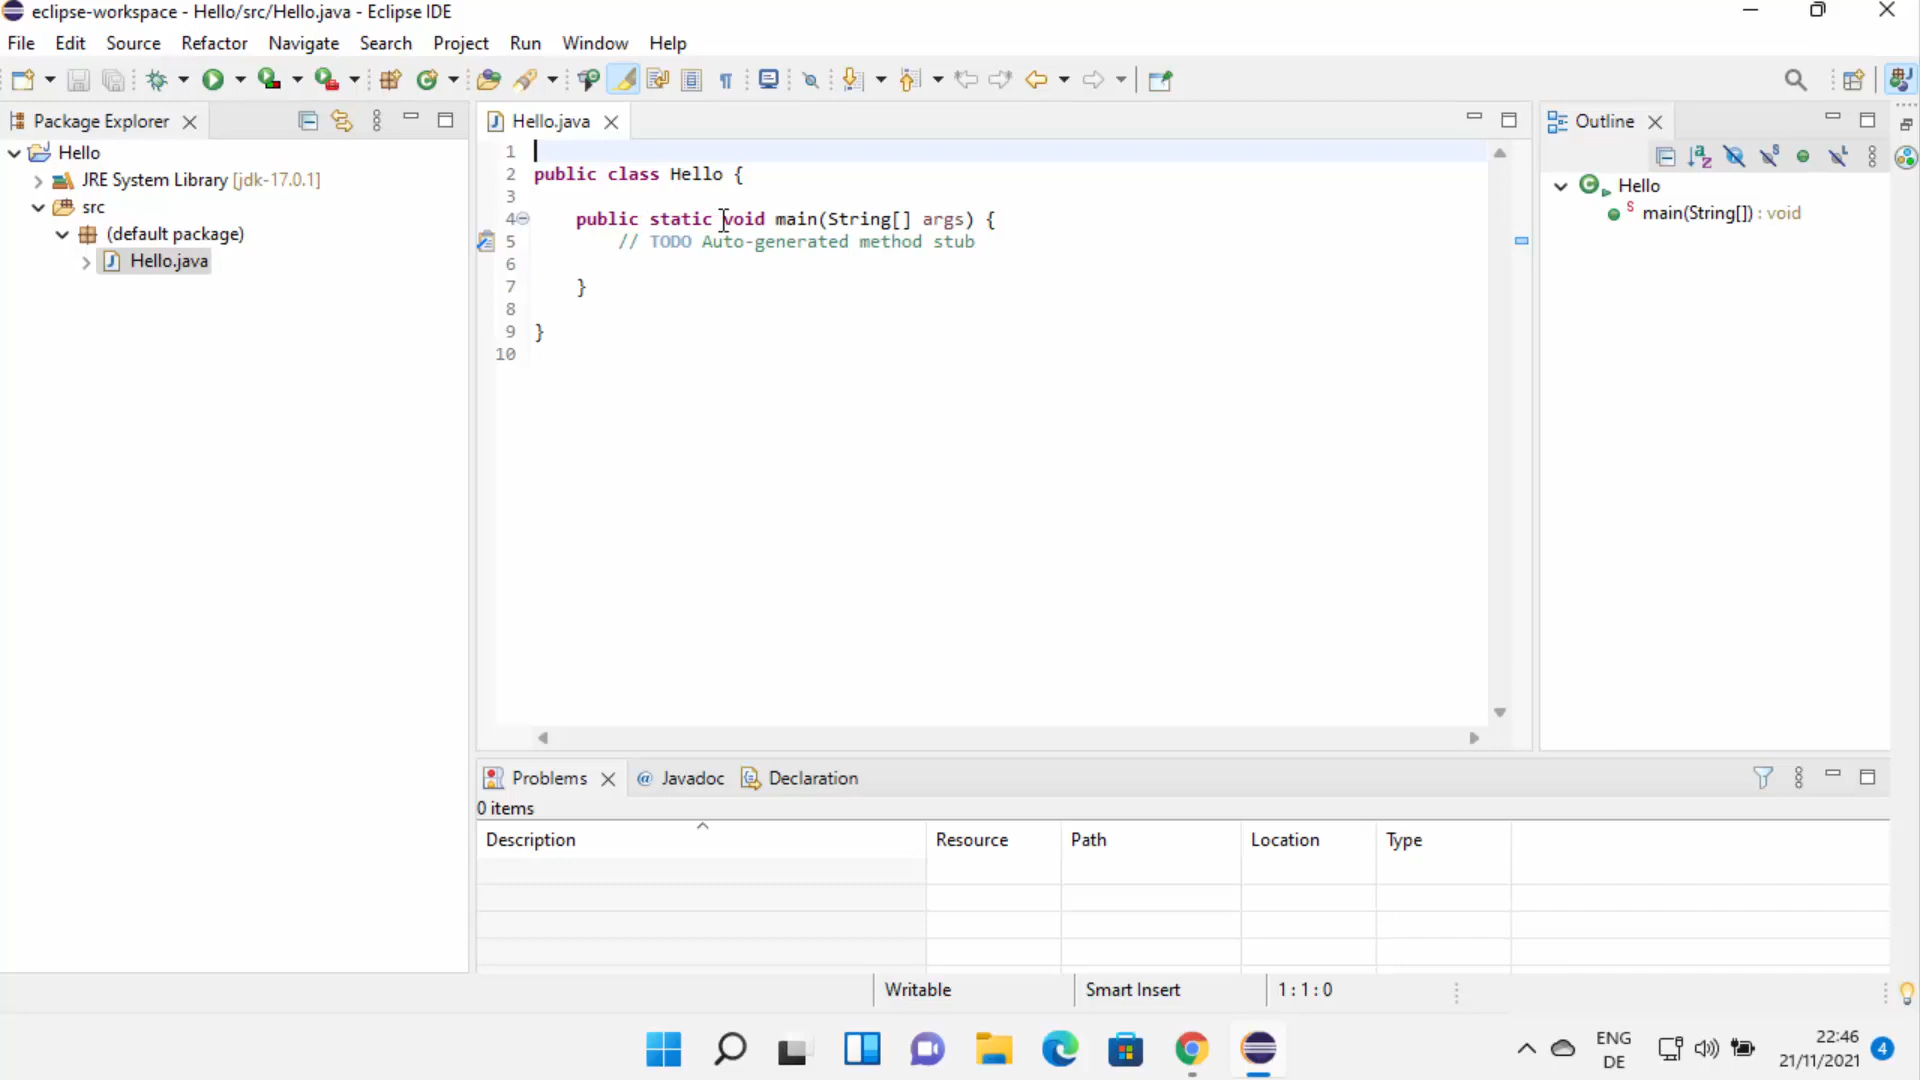 eclipse-workspace - Hello/src/Hello.java - Eclipse IDE
File Edit Source Refactor Navigate Search Project Run Window Help
Package Explorer
Hello
JRE System Library [jdk-17.0.1]
src
(default package)
Hello.java
Hello.java
1
2 public class Hello {
3
4 public static void main(String[] args) {
5 // TODO Auto-generated method stub
6
7 }
8
9 }
10
Outline
Hello
main(String[]) : void
Problems @ Javadoc Declaration
0 items
Description Resource Path Location Type
Writable Smart Insert 1 : 1 : 0
ENG
DE
22:46
21/11/2021
4